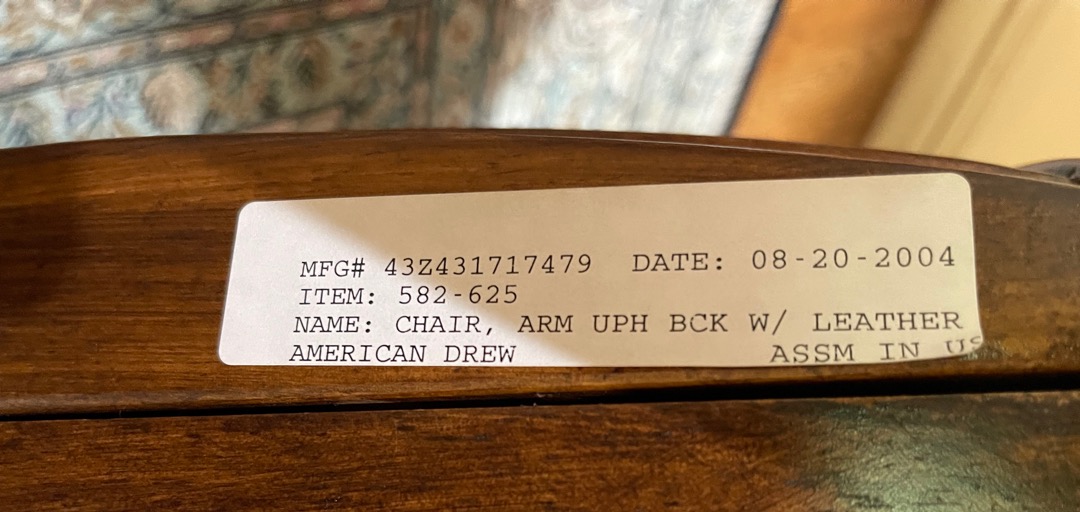 MFG# 43Z431717479 DATE: 08-20-2004
ITEM: 582-625
NAME: CHAIR, ARM UPH BCK W/ LEATHER
AMERICAN DREW ASSM IN US